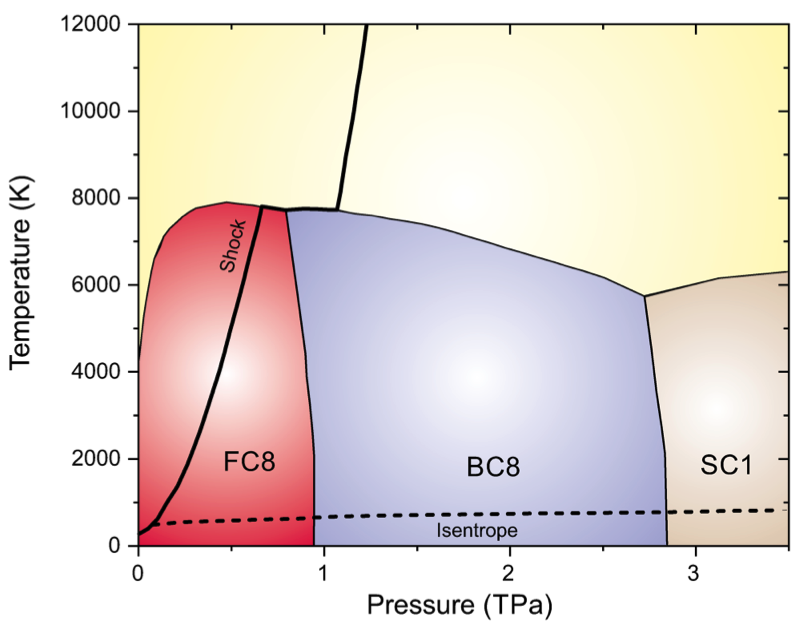 12000
10000
8000
6000
4000
2000
0
Temperature (K)
Shock
FC8
BC8
SC1
Isentrope
0
1
2
3
Pressure (TPa)